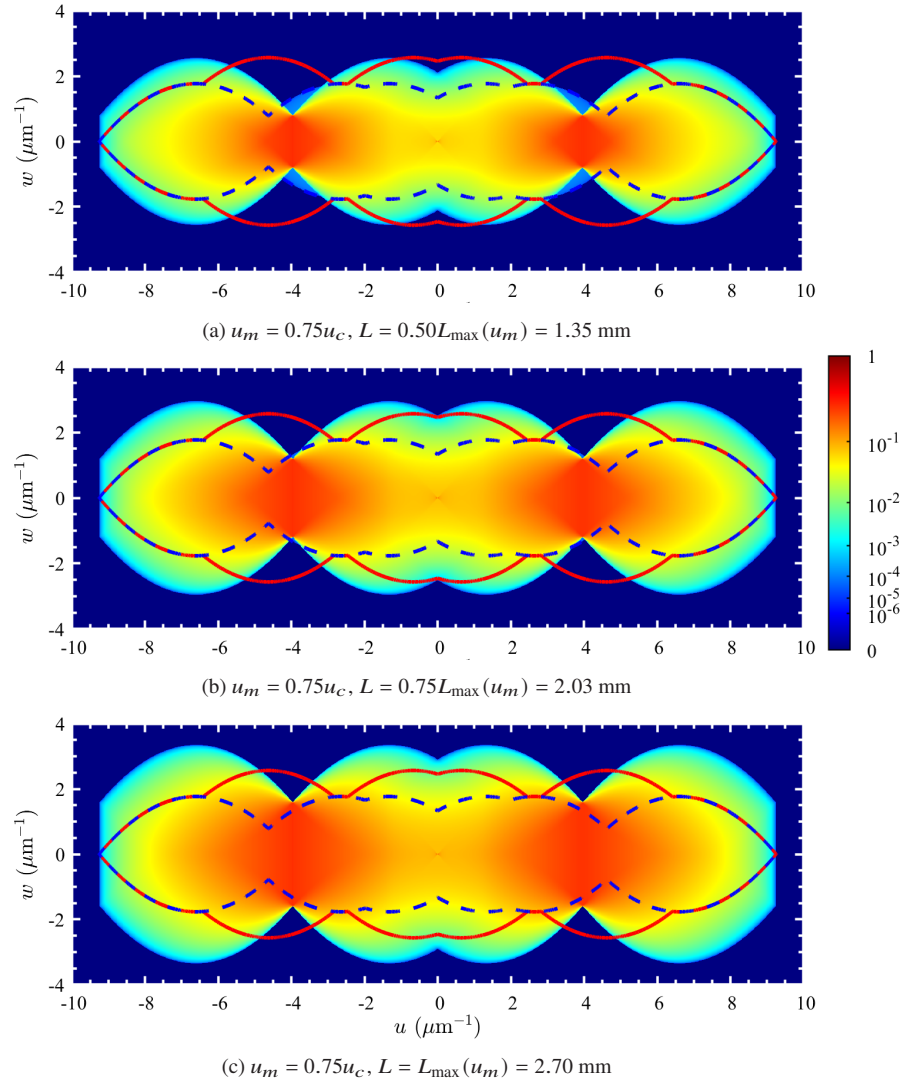 4
2
0
-2
-4
w (μm⁻¹)
-10 -8 -6 -4 -2 0 2 4 6 8 10
(a) u_m = 0.75u_c, L = 0.50L_max(u_m) = 1.35 mm
4
2
0
-2
-4
w (μm⁻¹)
-10 -8 -6 -4 -2 0 2 4 6 8 10
1
10⁻¹
10⁻²
10⁻³
10⁻⁴
10⁻⁵
10⁻⁶
0
(b) u_m = 0.75u_c, L = 0.75L_max(u_m) = 2.03 mm
4
2
0
-2
-4
w (μm⁻¹)
-10 -8 -6 -4 -2 0 2 4 6 8 10
u (μm⁻¹)
(c) u_m = 0.75u_c, L = L_max(u_m) = 2.70 mm